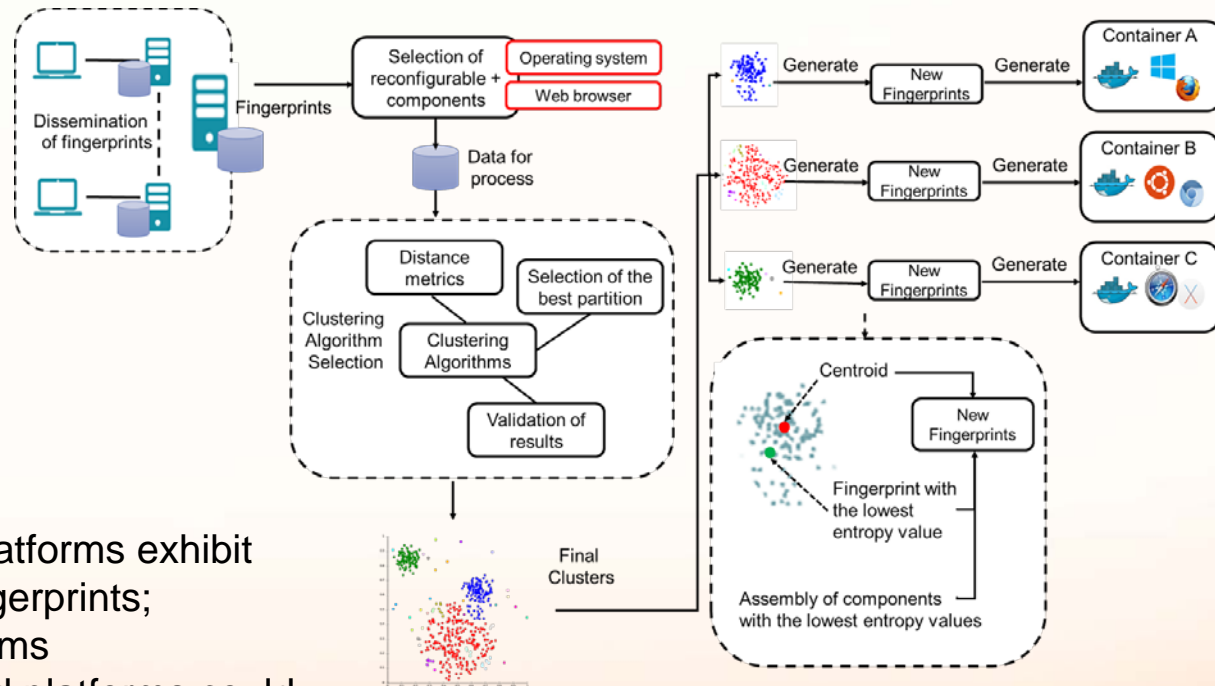 Dissemination
of fingerprints
Fingerprints
Selection of
reconfigurable +
components
Operating system
Web browser
Data for
process
Clustering
Algorithm
Selection
Distance
metrics
Selection of the
best partition
Clustering
Algorithms
Validation of
results
Final
Clusters
Generate
New
Fingerprints
Generate
Container A
Generate
New
Fingerprints
Generate
Container B
Generate
New
Fingerprints
Generate
Container C
Centroid
New
Fingerprints
Fingerprint with
the lowest
entropy value
Assembly of components
with the lowest entropy values
atforms exhibit
gerprints;
ms
d platforms could